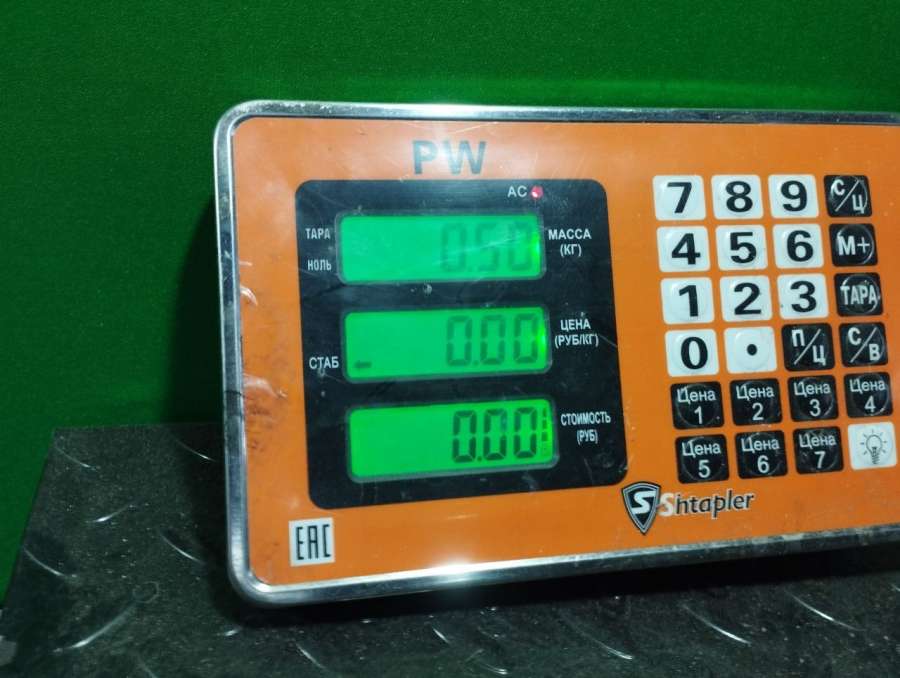 PW
АС
ТАРА
НОЛЬ
0.50
МАССА
(КГ)
СТАБ
0.00
ЦЕНА
(РУБ/КГ)
0.00
СТОИМОСТЬ
(РУБ)
7 8 9 С/Ц
4 5 6 М+
1 2 3 ТАРА
0 . П/Ц С/В
Цена 1 Цена 2 Цена 3 Цена 4
Цена 5 Цена 6 Цена 7
S Shtapler
EAC